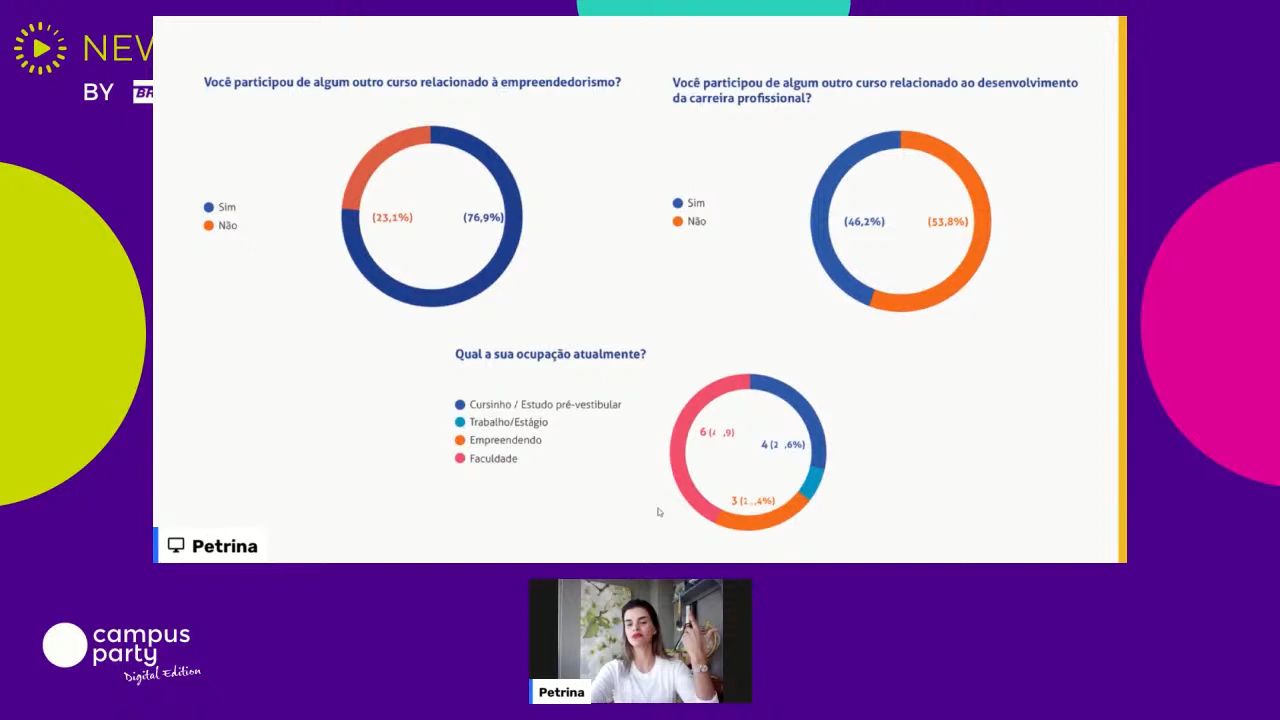 NEW
BY BR
Você participou de algum outro curso relacionado à empreendedorismo?
Sim
Não
(23,1%)
(76,9%)
Você participou de algum outro curso relacionado ao desenvolvimento
da carreira profissional?
Sim
Não
(46,2%)
(53,8%)
Qual a sua ocupação atualmente?
Cursinho / Estudo pré-vestibular
Trabalho/Estágio
Empreendendo
Faculdade
6
4
3
Petrina
campus
party
Digital Edition
Petrina